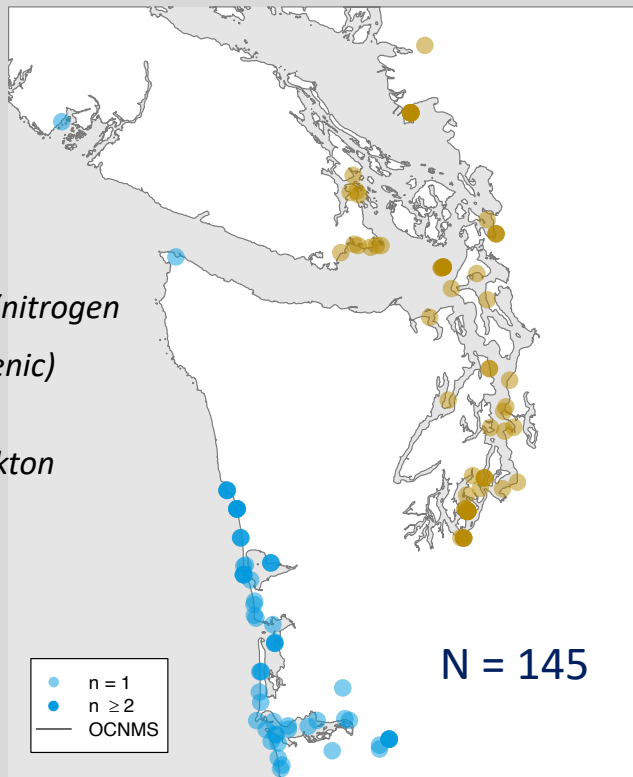 nitrogen
enic)
kton
N = 145
n = 1
n ≥ 2
OCNMS